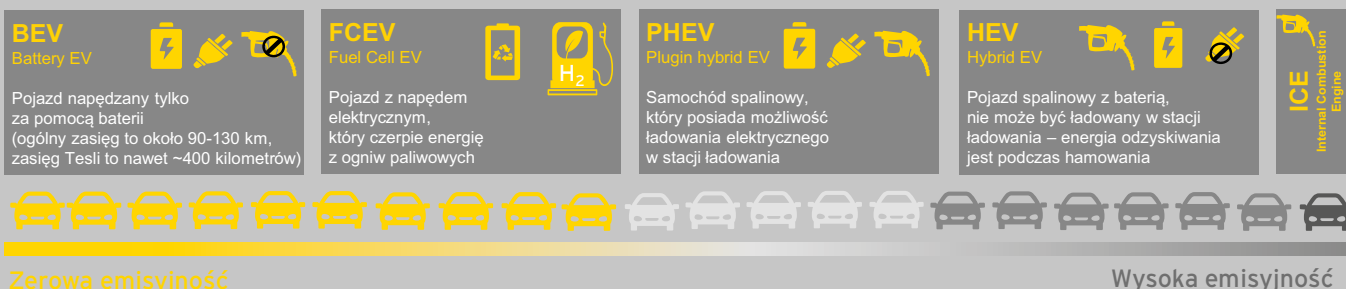 BEV
Battery EV
Pojazd napędzany tylko
za pomocą baterii
(ogólny zasięg to około 90-130 km,
zasięg Tesli to nawet ~400 kilometrów)
FCEV
Fuel Cell EV
H2
Pojazd z napędem
elektrycznym,
który czerpie energię
z ogniw paliwowych
PHEV
Plugin hybrid EV
Samochód spalinowy,
który posiada możliwość
ładowania elektrycznego
w stacji ładowania
HEV
Hybrid EV
Pojazd spalinowy z baterią,
nie może być ładowany w stacji
ładowania – energia odzyskiwania
jest podczas hamowania
ICE
Internal Combustion
Engine
Zerowa emisyjność
Wysoka emisyjność